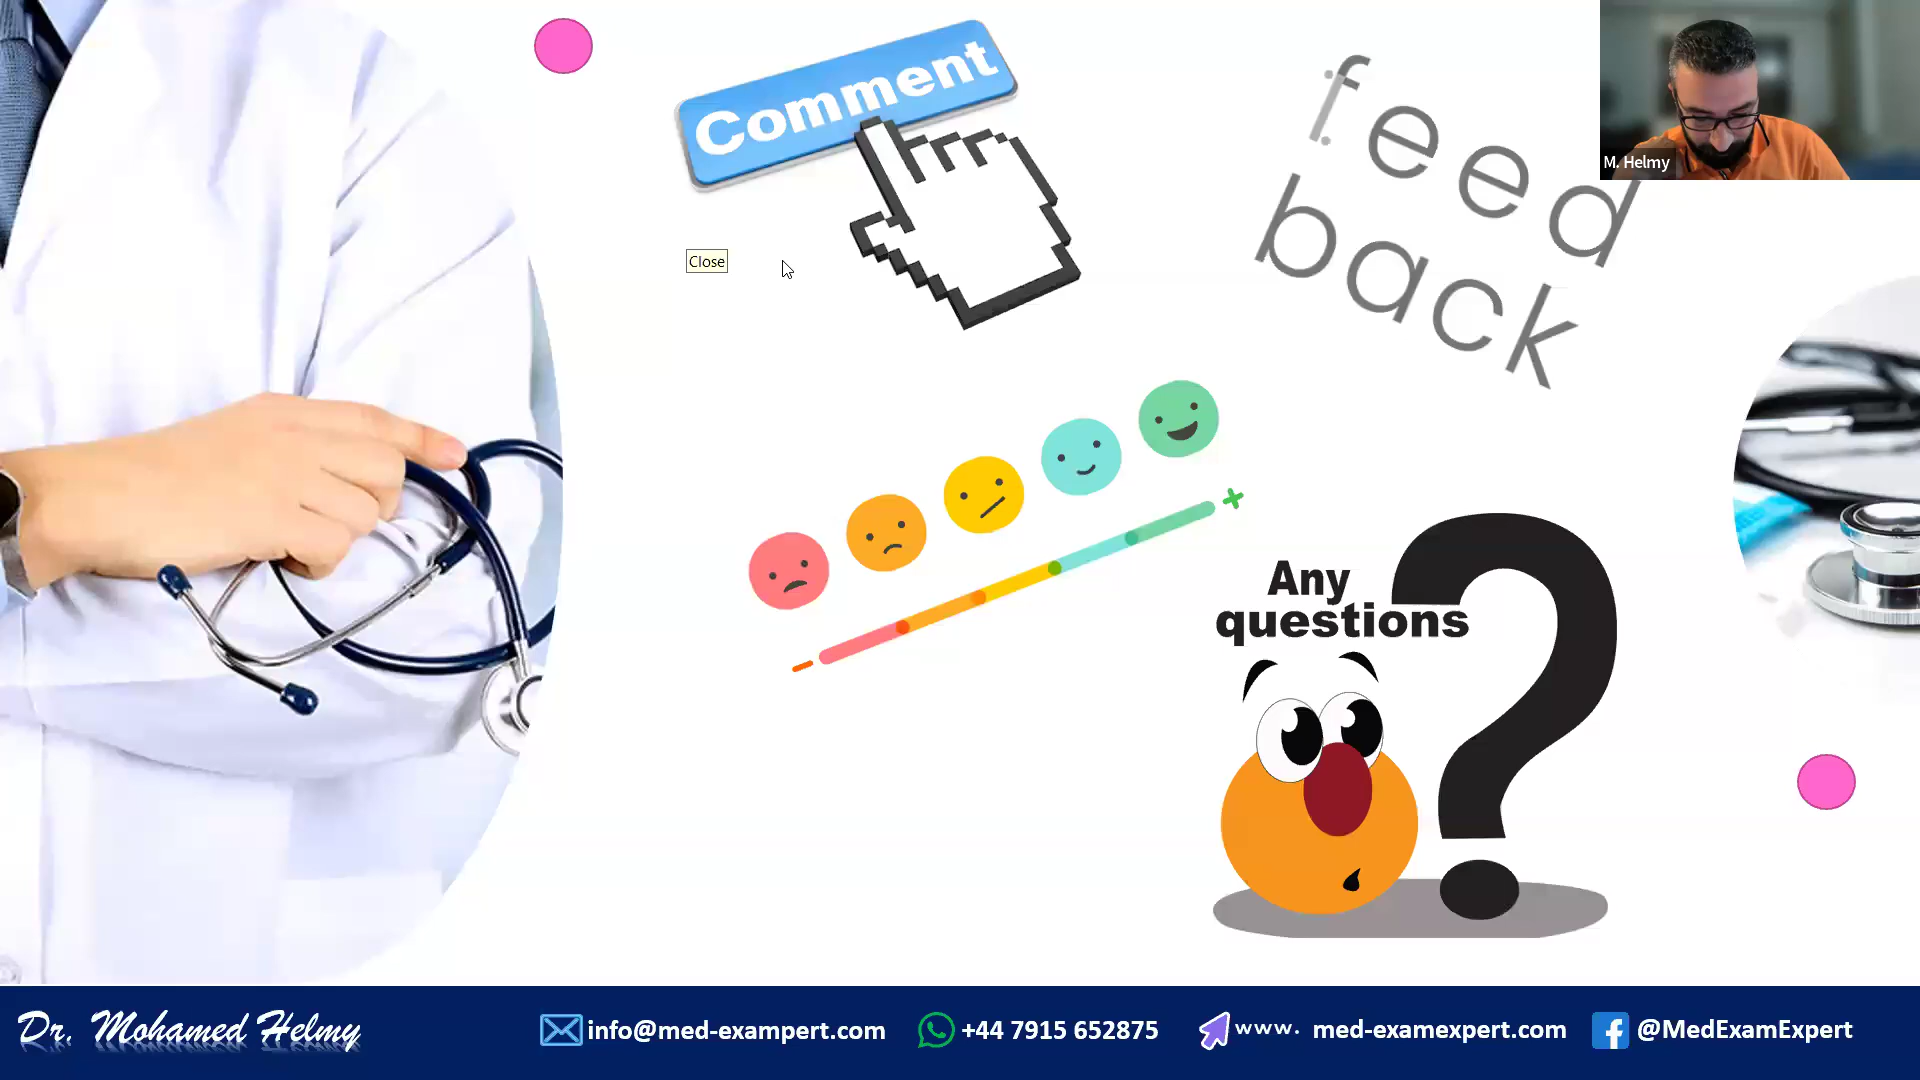 Comment
feed
back
M. Helmy
Close
Any
questions
?
Dr. Mohamed Helmy
info@med-exampert.com
+44 7915 652875
www. med-examexpert.com
@MedExamExpert